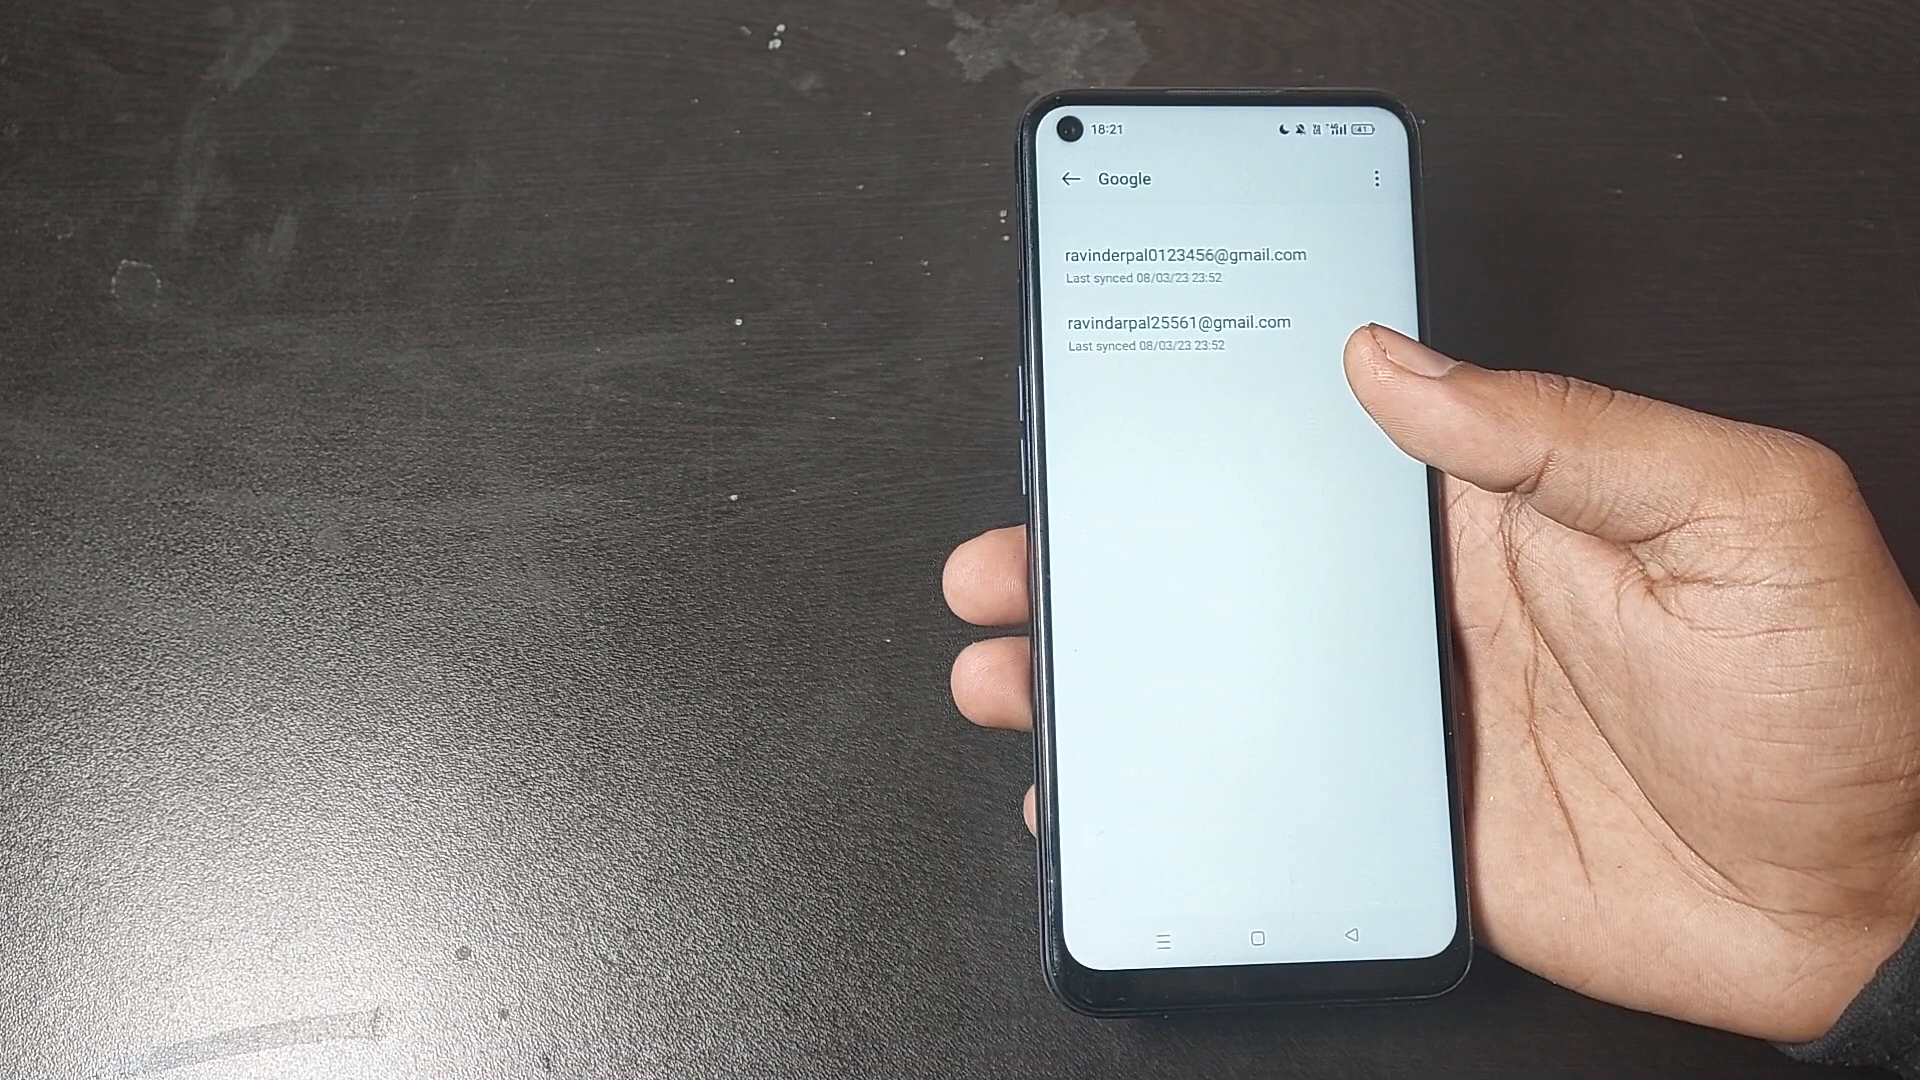 18:21
41
Google
ravinderpal0123456@gmail.com
Last synced 08/03/23 23:52
ravindarpal25561@gmail.com
Last synced 08/03/23 23:52